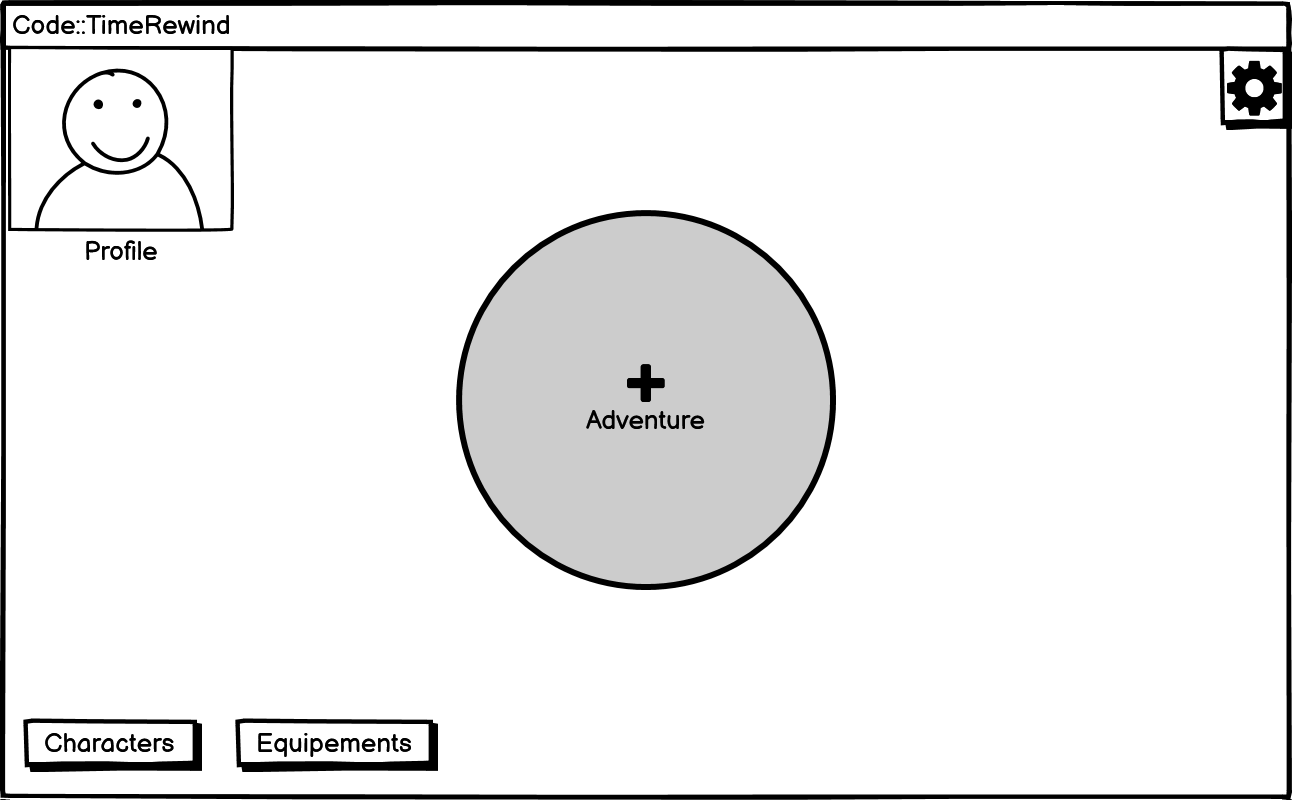 Code::TimeRewind
Profile
Adventure
Characters
Equipements